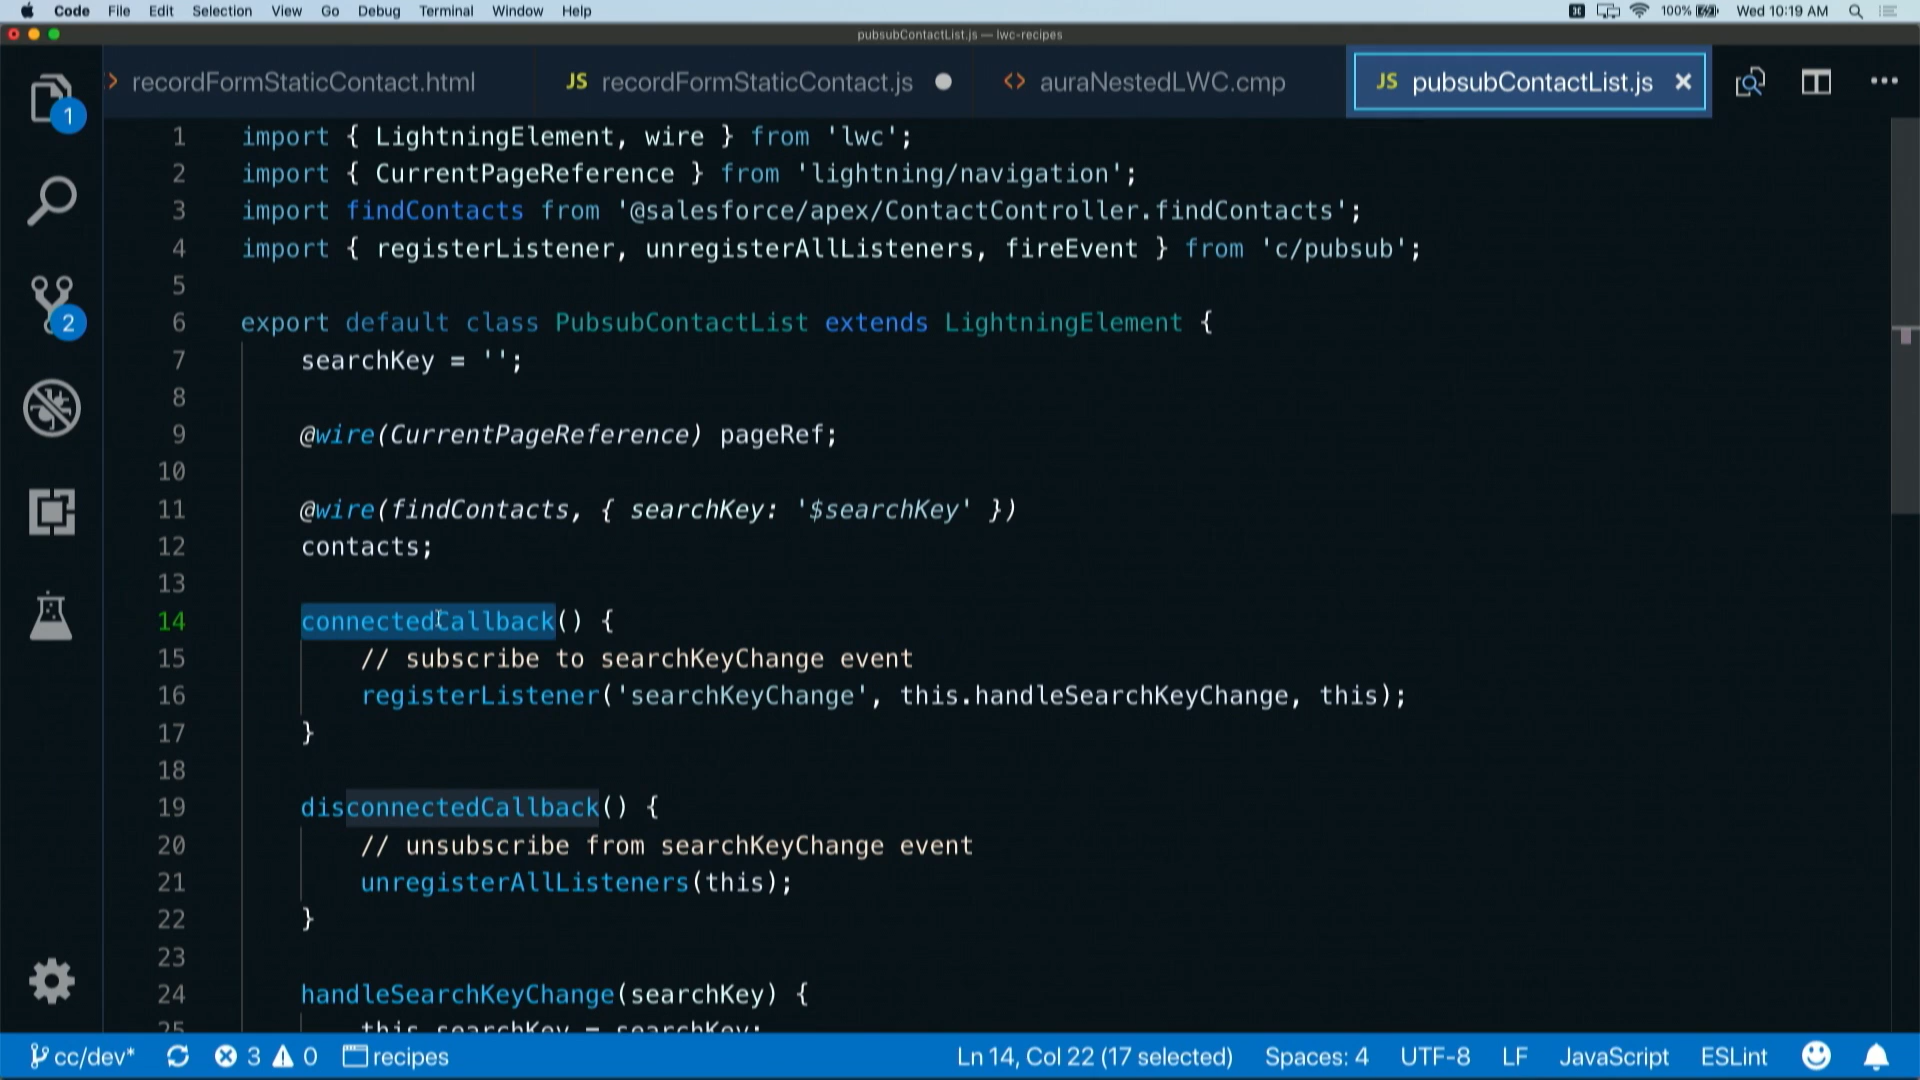 Code File Edit Selection View Go Debug Terminal Window Help 100% Wed 10:19 AM
pubsubContactList.js — lwc-recipes
recordFormStaticContact.html JS recordFormStaticContact.js <> auraNestedLWC.cmp JS pubsubContactList.js ×
1 import { LightningElement, wire } from 'lwc';
2 import { CurrentPageReference } from 'lightning/navigation';
3 import findContacts from '@salesforce/apex/ContactController.findContacts';
4 import { registerListener, unregisterAllListeners, fireEvent } from 'c/pubsub';
5
6 export default class PubsubContactList extends LightningElement {
7 searchKey = '';
8
9 @wire(CurrentPageReference) pageRef;
10
11 @wire(findContacts, { searchKey: '$searchKey' })
12 contacts;
13
14 connectedCallback() {
15 // subscribe to searchKeyChange event
16 registerListener('searchKeyChange', this.handleSearchKeyChange, this);
17 }
18
19 disconnectedCallback() {
20 // unsubscribe from searchKeyChange event
21 unregisterAllListeners(this);
22 }
23
24 handleSearchKeyChange(searchKey) {
25 this.searchKey = searchKey;
1
2
cc/dev* 3 0 recipes Ln 14, Col 22 (17 selected) Spaces: 4 UTF-8 LF JavaScript ESLint